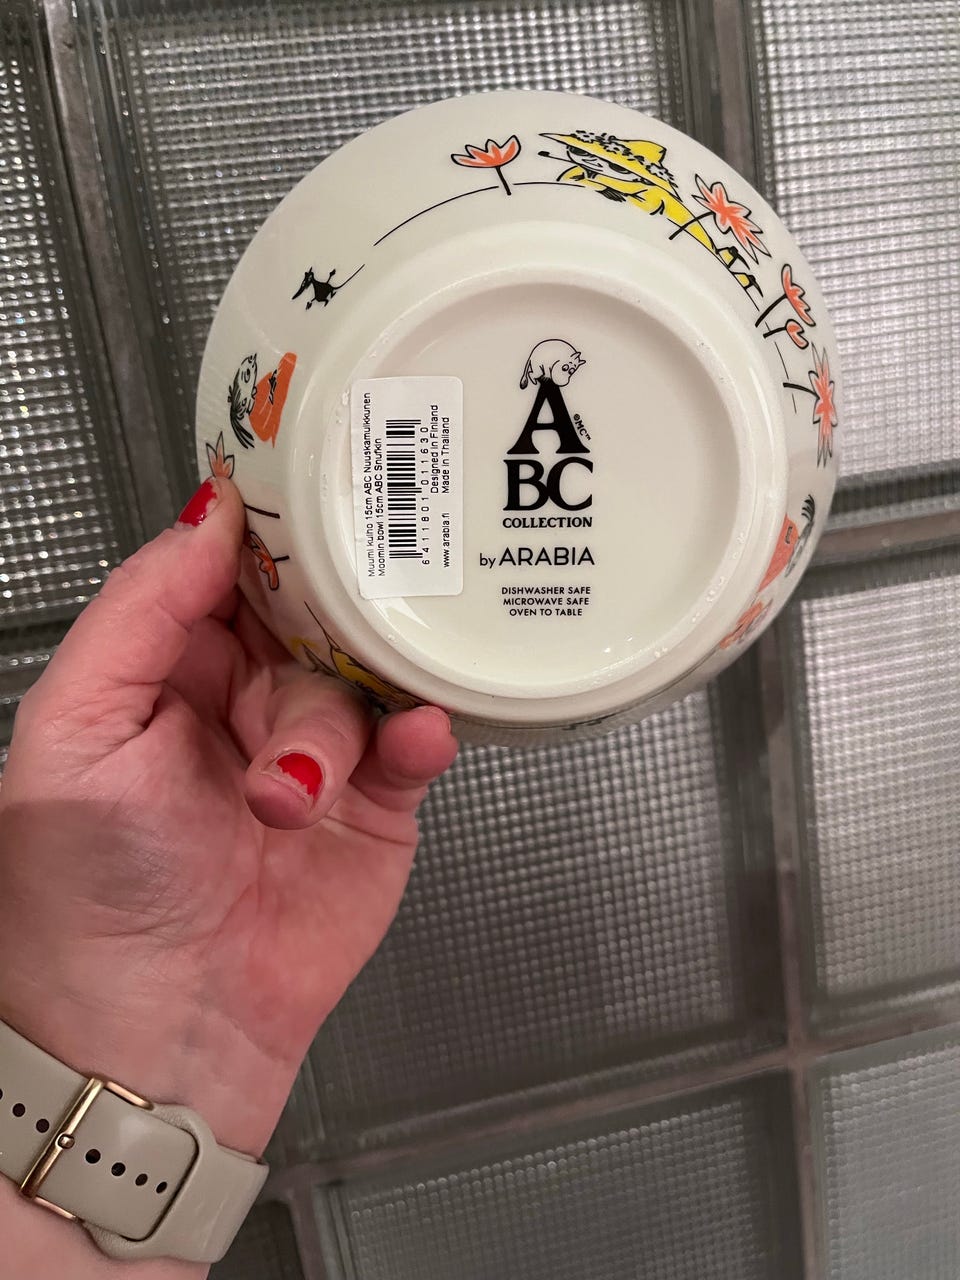 Muumi kulho 15cm ABC Nuuskamuikkunen
Moomin bowl 15cm ABC Snufkin
6 411801 011630
www.arabia.fi
Designed in Finland
Made in Thailand
A
©MC™
BC
COLLECTION
by ARABIA
DISHWASHER SAFE
MICROWAVE SAFE
OVEN TO TABLE